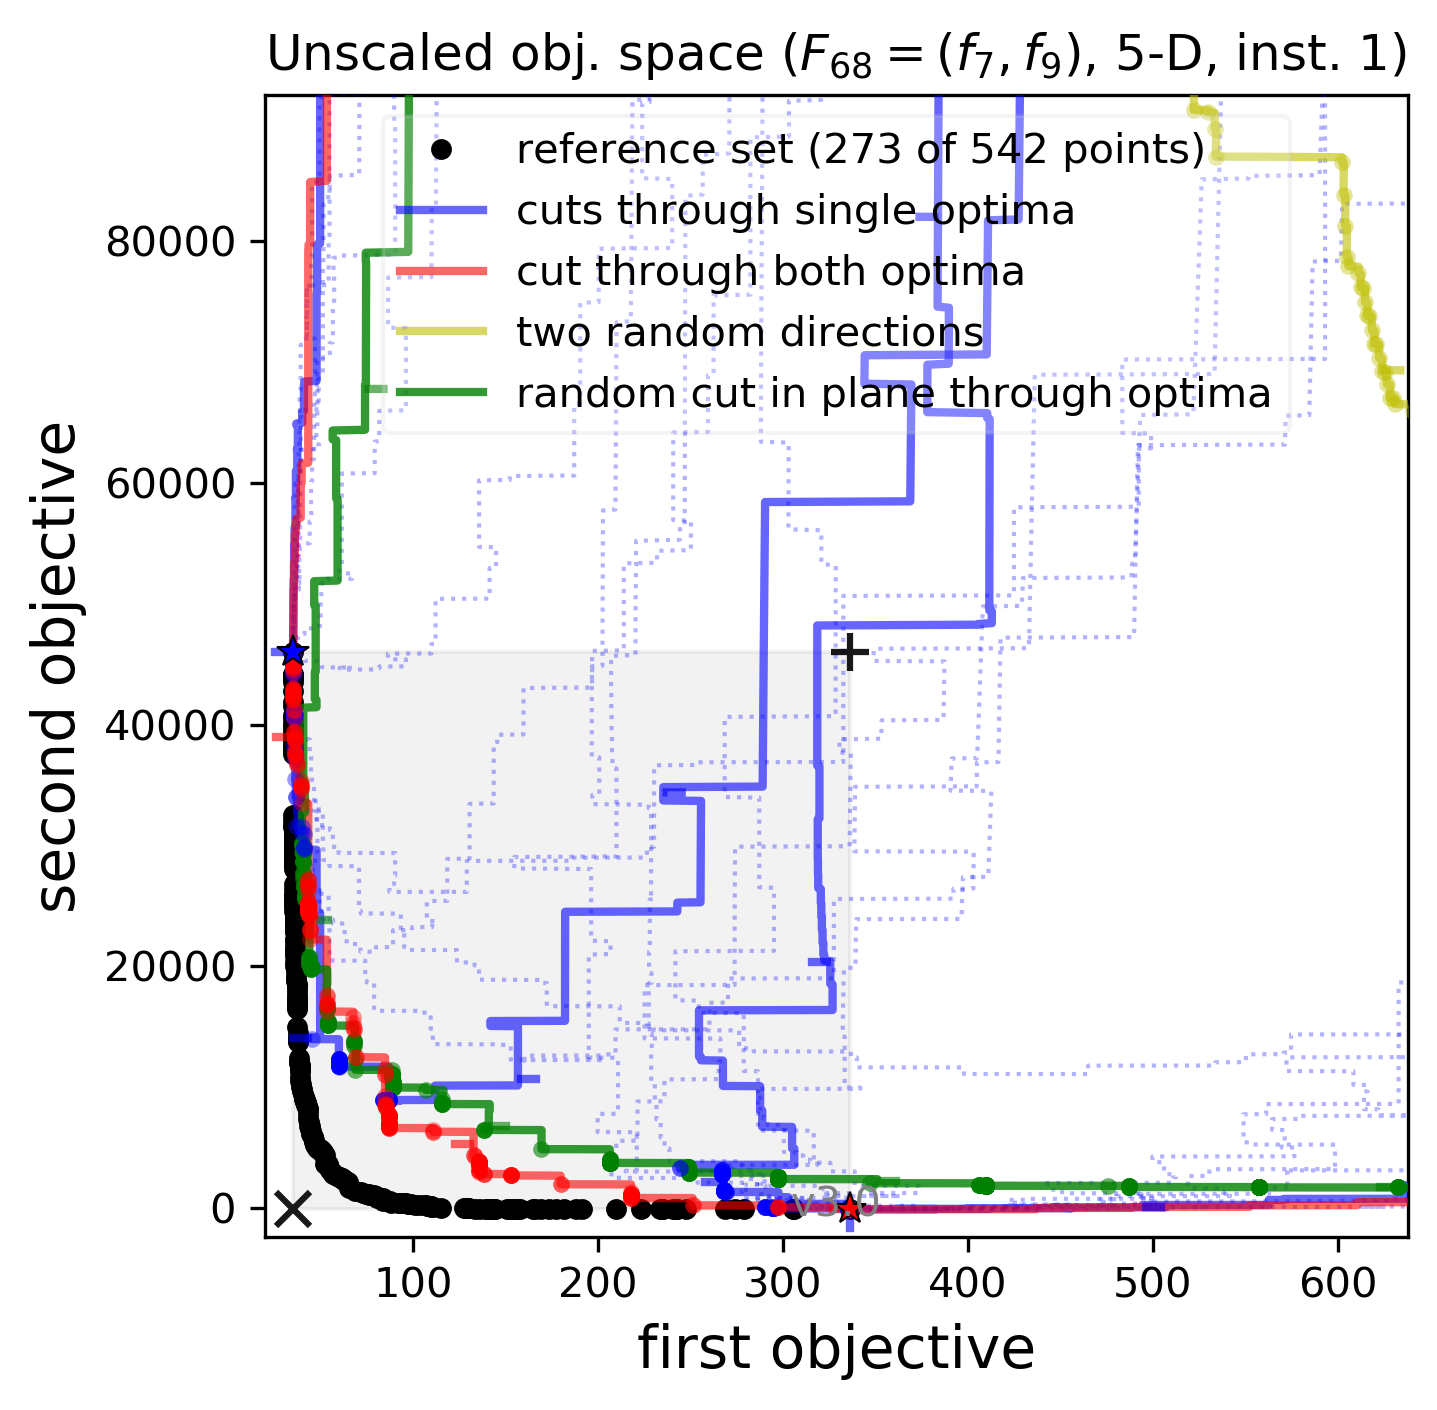 Unscaled obj. space (F₆₈ = (f₇, f₉), 5-D, inst. 1)
reference set (273 of 542 points)
cuts through single optima
cut through both optima
two random directions
random cut in plane through optima
second objective
80000
60000
40000
20000
0
v3.0
100
200
300
400
500
600
first objective